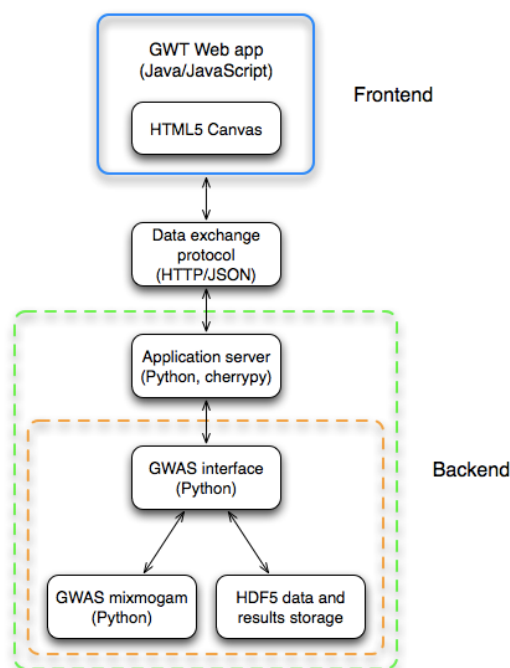 GWT Web app
(Java/JavaScript)
Frontend
HTML5 Canvas
Data exchange
protocol
(HTTP/JSON)
Application server
(Python, cherrypy)
GWAS interface
(Python)
Backend
GWAS mixmogam
(Python)
HDF5 data and
results storage